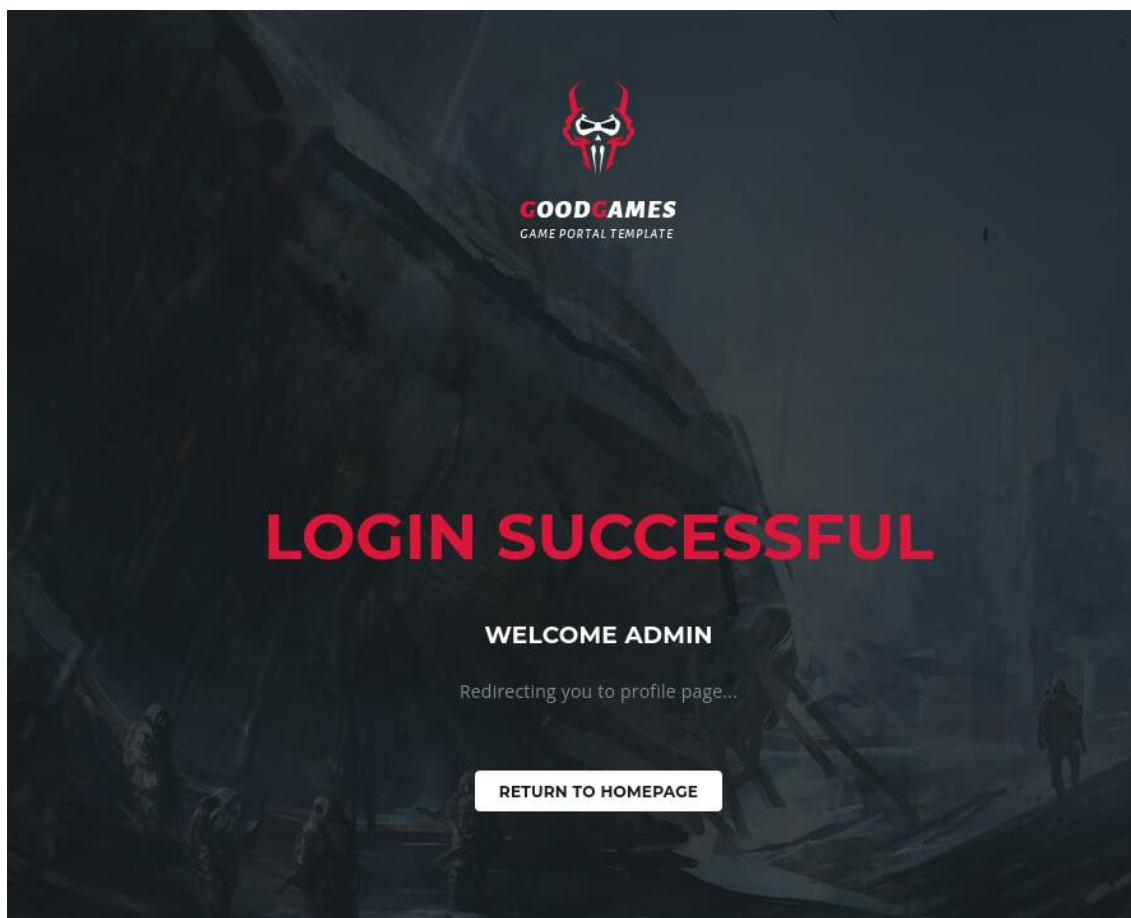 GOODGAMES
GAME PORTAL TEMPLATE
LOGIN SUCCESSFUL
WELCOME ADMIN
Redirecting you to profile page...
RETURN TO HOMEPAGE